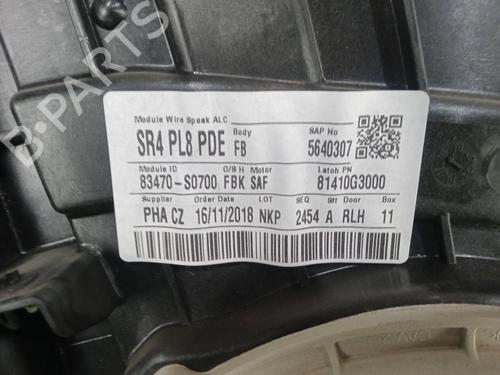 B-PARTS
Module Wire Speak ALC Body SAP No
SR4 PL8 PDE FB 5640307
Module ID O/S H Motor Latch PN
83470-S0700 FBK SAF 81410G3000
Supplier Order Date LOT SEQ Sft Door Box
PHA CZ 16/11/2018 NKP 2454 A RLH 11